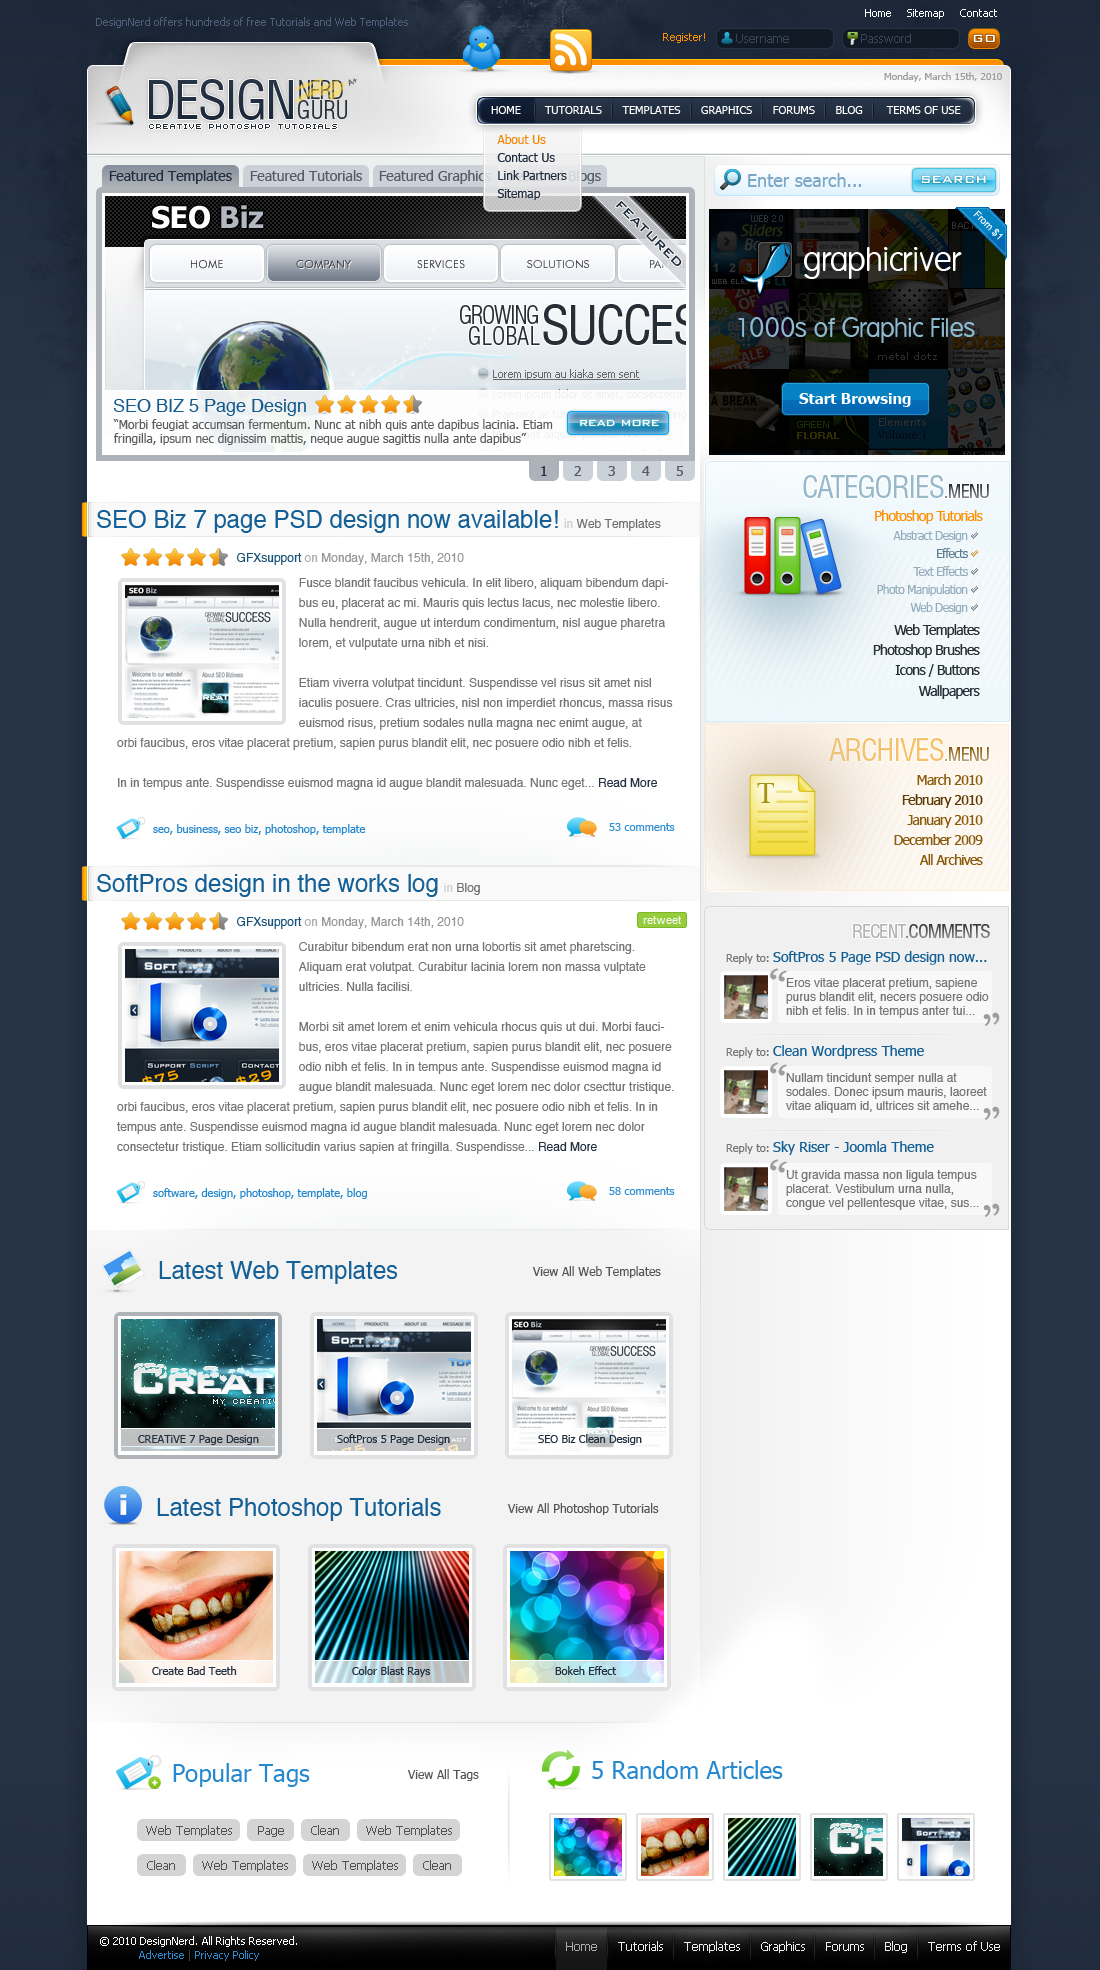 DesignNerd offers hundreds of free Tutorials and Web Templates
Home Sitemap Contact
Register! Username Password GO
Monday, March 15th, 2010
DESIGN NERD GURU
CREATIVE PHOTOSHOP TUTORIALS
HOME TUTORIALS TEMPLATES GRAPHICS FORUMS BLOG TERMS OF USE
About Us
Contact Us
Link Partners
Sitemap
Featured Templates Featured Tutorials Featured Graphics Blogs
Enter search... SEARCH
SEO Biz
FEATURED
HOME COMPANY SERVICES SOLUTIONS PA
GROWING GLOBAL SUCCES
Lorem ipsum au kiaka sem sent
SEO BIZ 5 Page Design
“Morbi feugiat accumsan fermentum. Nunc at nibh quis ante dapibus lacinia. Etiam
fringilla, ipsum nec dignissim mattis, neque augue sagittis nulla ante dapibus”
READ MORE
1 2 3 4 5
From $1
graphicriver
1000s of Graphic Files
metal dotz
Start Browsing
SEO Biz 7 page PSD design now available! in Web Templates
GFXsupport on Monday, March 15th, 2010
Fusce blandit faucibus vehicula. In elit libero, aliquam bibendum dapi-
bus eu, placerat ac mi. Mauris quis lectus lacus, nec molestie libero.
Nulla hendrerit, augue ut interdum condimentum, nisl augue pharetra
lorem, et vulputate urna nibh et nisi.
Etiam viverra volutpat tincidunt. Suspendisse vel risus sit amet nisl
iaculis posuere. Cras ultricies, nisl non imperdiet rhoncus, massa risus
euismod risus, pretium sodales nulla magna nec enimt augue, at
orbi faucibus, eros vitae placerat pretium, sapien purus blandit elit, nec posuere odio nibh et felis.
In in tempus ante. Suspendisse euismod magna id augue blandit malesuada. Nunc eget... Read More
seo, business, seo biz, photoshop, template
53 comments
SoftPros design in the works log in Blog
GFXsupport on Monday, March 14th, 2010
retweet
Curabitur bibendum erat non urna lobortis sit amet pharetscing.
Aliquam erat volutpat. Curabitur lacinia lorem non massa vulptate
ultricies. Nulla facilisi.
Morbi sit amet lorem et enim vehicula rhocus quis ut dui. Morbi fauci-
bus, eros vitae placerat pretium, sapien purus blandit elit, nec posuere
odio nibh et felis. In in tempus ante. Suspendisse euismod magna id
augue blandit malesuada. Nunc eget lorem nec dolor csecttur tristique.
orbi faucibus, eros vitae placerat pretium, sapien purus blandit elit, nec posuere odio nibh et felis. In in
tempus ante. Suspendisse euismod magna id augue blandit malesuada. Nunc eget lorem nec dolor
consectetur tristique. Etiam sollicitudin varius sapien at fringilla. Suspendisse... Read More
software, design, photoshop, template, blog
58 comments
CATEGORIES.MENU
Photoshop Tutorials
Abstract Design
Effects
Text Effects
Photo Manipulation
Web Design
Web Templates
Photoshop Brushes
Icons / Buttons
Wallpapers
ARCHIVES.MENU
March 2010
February 2010
January 2010
December 2009
All Archives
RECENT.COMMENTS
Reply to: SoftPros 5 Page PSD design now...
Eros vitae placerat pretium, sapiene
purus blandit elit, necers posuere odio
nibh et felis. In in tempus anter tui...
Reply to: Clean Wordpress Theme
Nullam tincidunt semper nulla at
sodales. Donec ipsum mauris, laoreet
vitae aliquam id, ultrices sit amehe...
Reply to: Sky Riser - Joomla Theme
Ut gravida massa non ligula tempus
placerat. Vestibulum urna nulla,
congue vel pellentesque vitae, sus...
Latest Web Templates
View All Web Templates
CREATiVE 7 Page Design
SoftPros 5 Page Design
SEO Biz Clean Design
Latest Photoshop Tutorials
View All Photoshop Tutorials
Create Bad Teeth
Color Blast Rays
Bokeh Effect
Popular Tags
View All Tags
5 Random Articles
Web Templates Page Clean Web Templates
Clean Web Templates Web Templates Clean
© 2010 DesignNerd. All Rights Reserved.
Advertise | Privacy Policy
Home Tutorials Templates Graphics Forums Blog Terms of Use